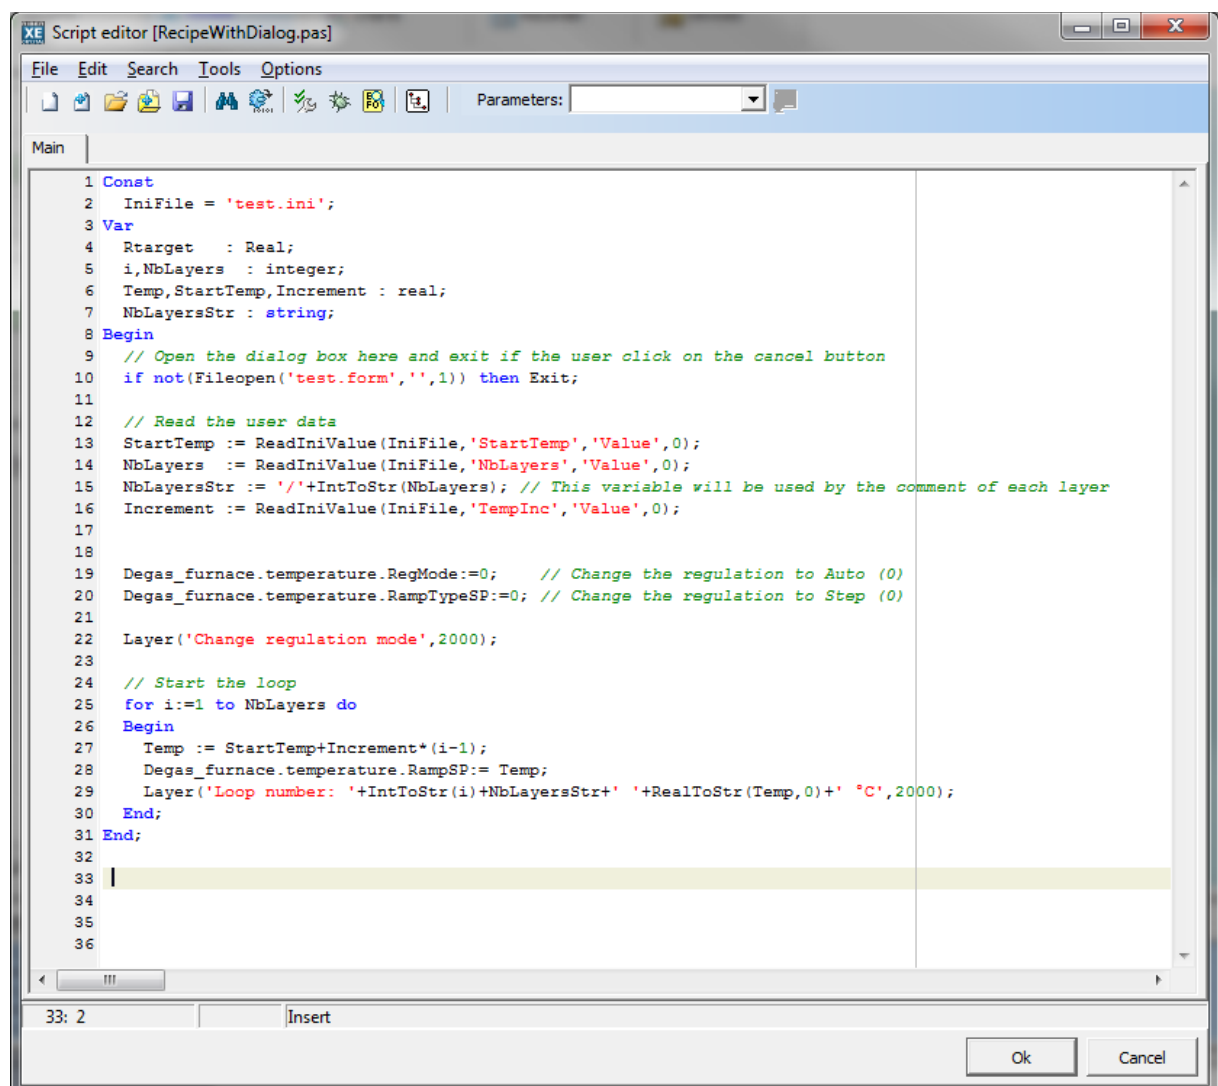 XE Script editor [RecipeWithDialog.pas]
File Edit Search Tools Options
Parameters:
Main
1 Const
2   IniFile = 'test.ini';
3 Var
4   Rtarget   : Real;
5   i,NbLayers  : integer;
6   Temp,StartTemp,Increment : real;
7   NbLayersStr : string;
8 Begin
9   // Open the dialog box here and exit if the user click on the cancel button
10   if not(Fileopen('test.form','',1)) then Exit;
11
12   // Read the user data
13   StartTemp := ReadIniValue(IniFile,'StartTemp','Value',0);
14   NbLayers  := ReadIniValue(IniFile,'NbLayers','Value',0);
15   NbLayersStr := '/'+IntToStr(NbLayers); // This variable will be used by the comment of each layer
16   Increment := ReadIniValue(IniFile,'TempInc','Value',0);
17
18
19   Degas_furnace.temperature.RegMode:=0;    // Change the regulation to Auto (0)
20   Degas_furnace.temperature.RampTypeSP:=0; // Change the regulation to Step (0)
21
22   Layer('Change regulation mode',2000);
23
24   // Start the loop
25   for i:=1 to NbLayers do
26   Begin
27     Temp := StartTemp+Increment*(i-1);
28     Degas_furnace.temperature.RampSP:= Temp;
29     Layer('Loop number: '+IntToStr(i)+NbLayersStr+' '+RealToStr(Temp,0)+' °C',2000);
30   End;
31 End;
32
33
34
35
36
33: 2 Insert
Ok Cancel